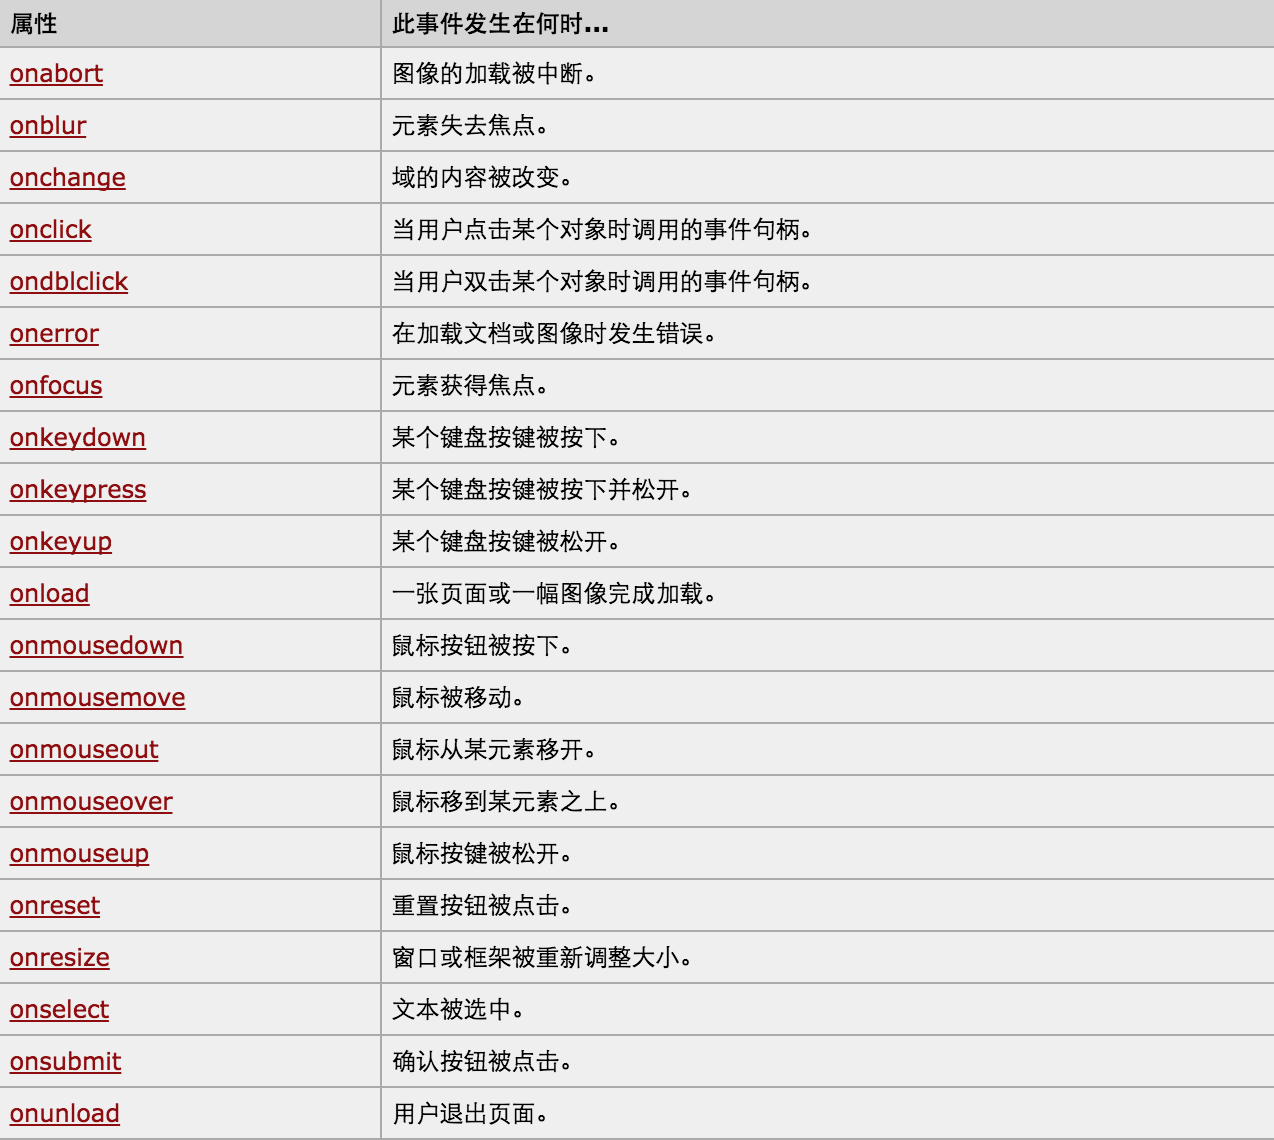 属性 此事件发生在何时...
onabort 图像的加载被中断。
onblur 元素失去焦点。
onchange 域的内容被改变。
onclick 当用户点击某个对象时调用的事件句柄。
ondblclick 当用户双击某个对象时调用的事件句柄。
onerror 在加载文档或图像时发生错误。
onfocus 元素获得焦点。
onkeydown 某个键盘按键被按下。
onkeypress 某个键盘按键被按下并松开。
onkeyup 某个键盘按键被松开。
onload 一张页面或一幅图像完成加载。
onmousedown 鼠标按钮被按下。
onmousemove 鼠标被移动。
onmouseout 鼠标从某元素移开。
onmouseover 鼠标移到某元素之上。
onmouseup 鼠标按键被松开。
onreset 重置按钮被点击。
onresize 窗口或框架被重新调整大小。
onselect 文本被选中。
onsubmit 确认按钮被点击。
onunload 用户退出页面。